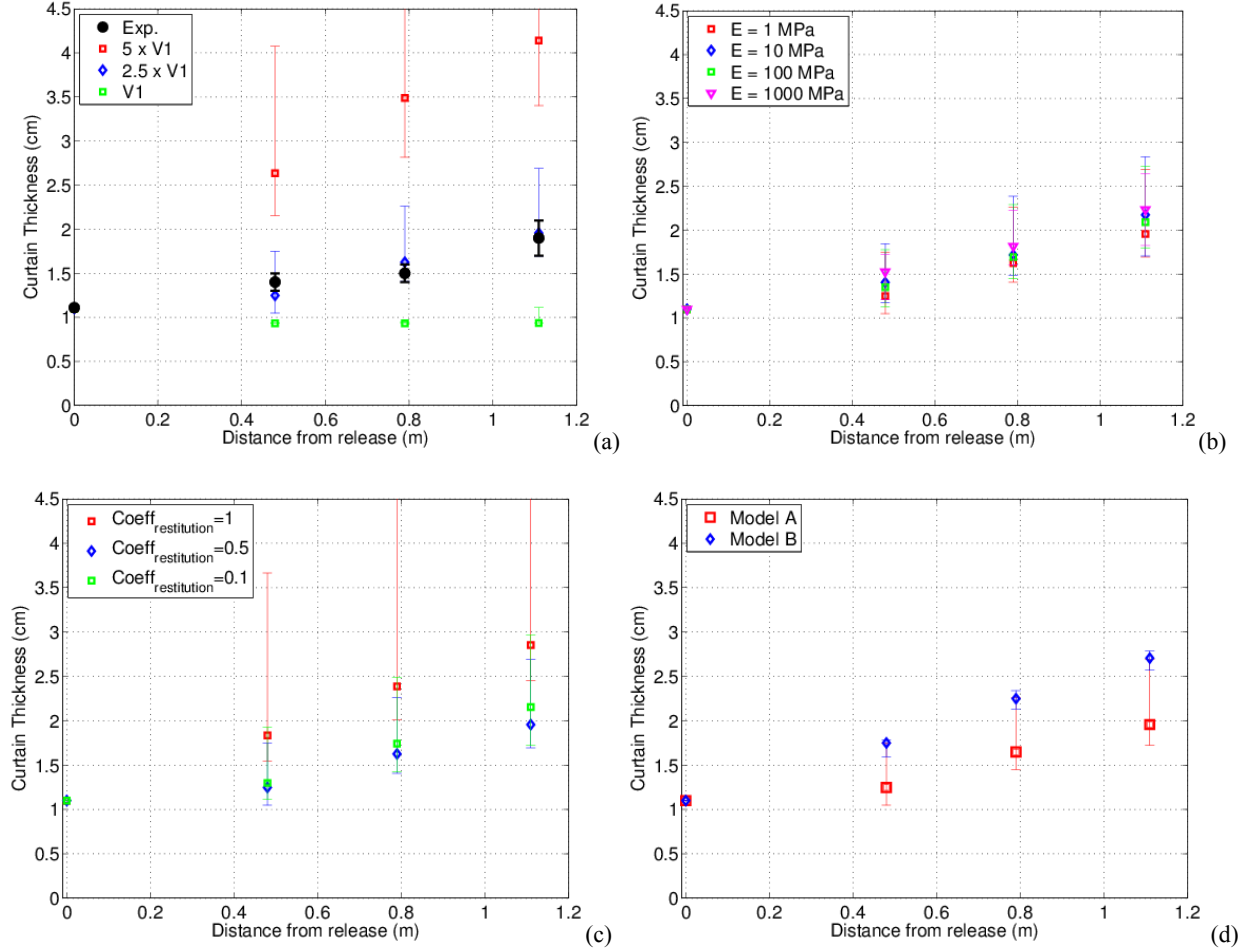 4.5
4
3.5
3
2.5
2
1.5
1
0.5
0
Curtain Thickness (cm)
Exp.
5 x V1
2.5 x V1
V1
0 0.2 0.4 0.6 0.8 1 1.2
Distance from release (m)
(a)
4.5
4
3.5
3
2.5
2
1.5
1
0.5
0
Curtain Thickness (cm)
E = 1 MPa
E = 10 MPa
E = 100 MPa
E = 1000 MPa
0 0.2 0.4 0.6 0.8 1 1.2
Distance from release (m)
(b)
4.5
4
3.5
3
2.5
2
1.5
1
0.5
0
Curtain Thickness (cm)
Coeff restitution=1
Coeff restitution=0.5
Coeff restitution=0.1
0 0.2 0.4 0.6 0.8 1 1.2
Distance from release (m)
(c)
4.5
4
3.5
3
2.5
2
1.5
1
0.5
0
Curtain Thickness (cm)
Model A
Model B
0 0.2 0.4 0.6 0.8 1 1.2
Distance from release (m)
(d)